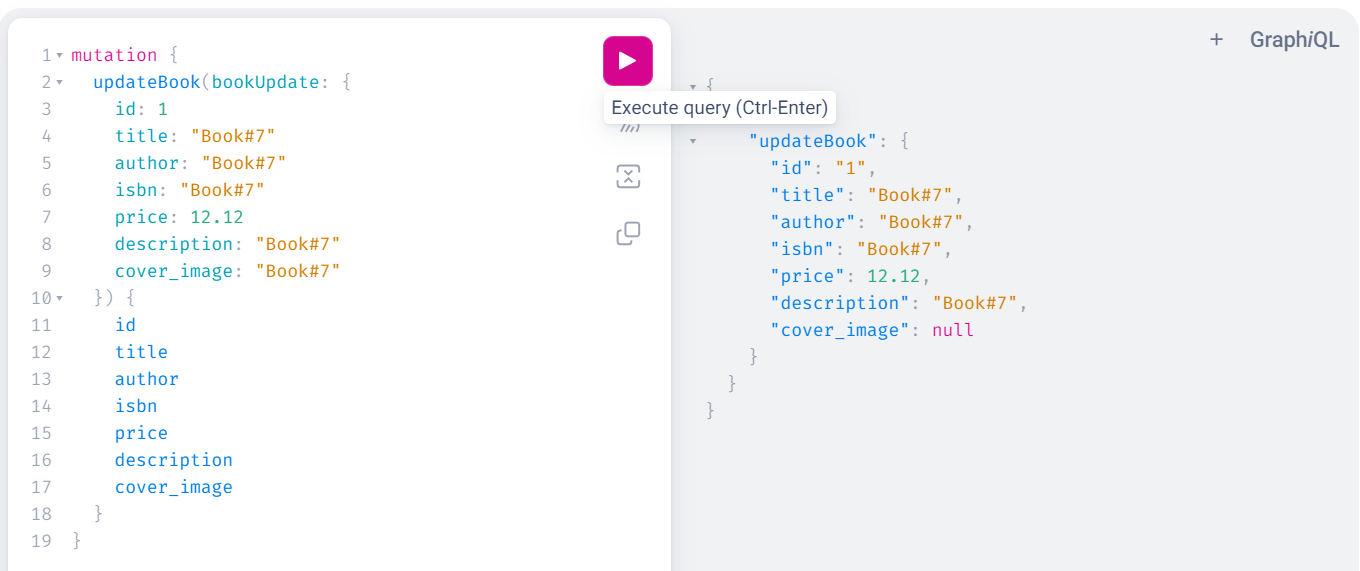 1 mutation {
2 updateBook(bookUpdate: {
3 id: 1
4 title: "Book#7"
5 author: "Book#7"
6 isbn: "Book#7"
7 price: 12.12
8 description: "Book#7"
9 cover_image: "Book#7"
10 }) {
11 id
12 title
13 author
14 isbn
15 price
16 description
17 cover_image
18 }
19 }
Execute query (Ctrl-Enter)
+ GraphiQL
{
"updateBook": {
"id": "1",
"title": "Book#7",
"author": "Book#7",
"isbn": "Book#7",
"price": 12.12,
"description": "Book#7",
"cover_image": null
}
}
}